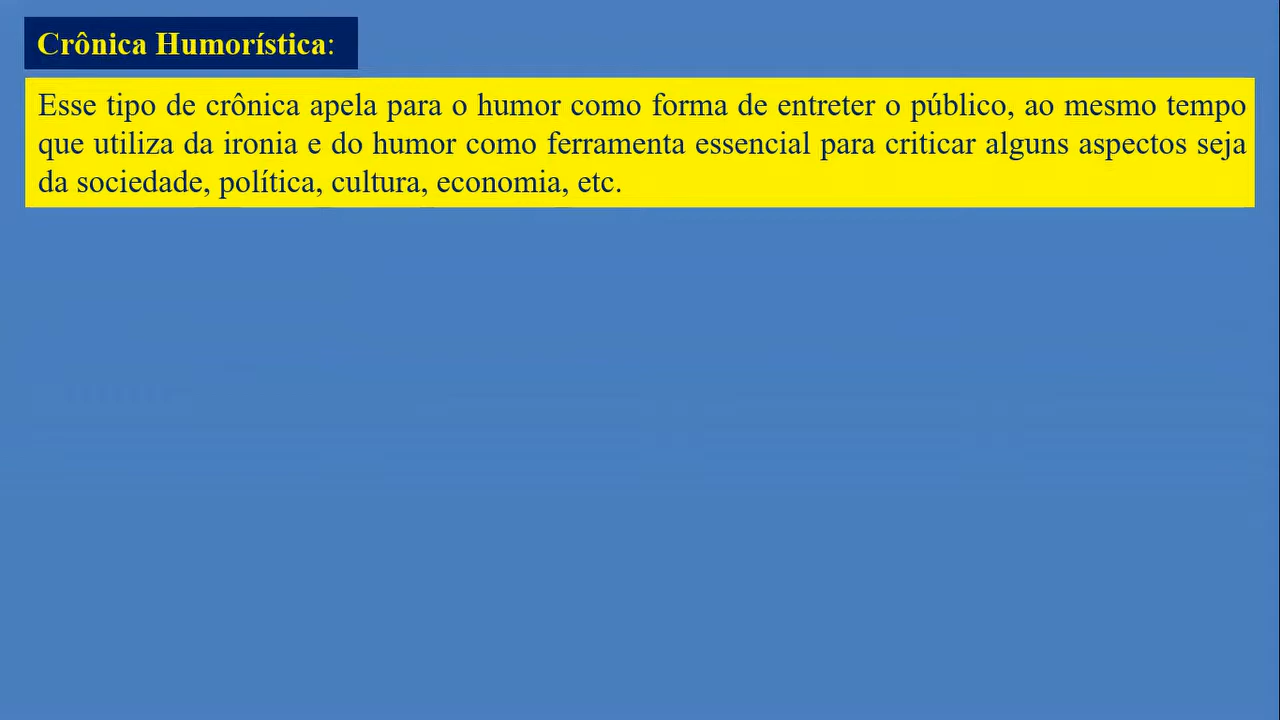 Crônica Humorística:
Esse tipo de crônica apela para o humor como forma de entreter o público, ao mesmo tempo
que utiliza da ironia e do humor como ferramenta essencial para criticar alguns aspectos seja
da sociedade, política, cultura, economia, etc.